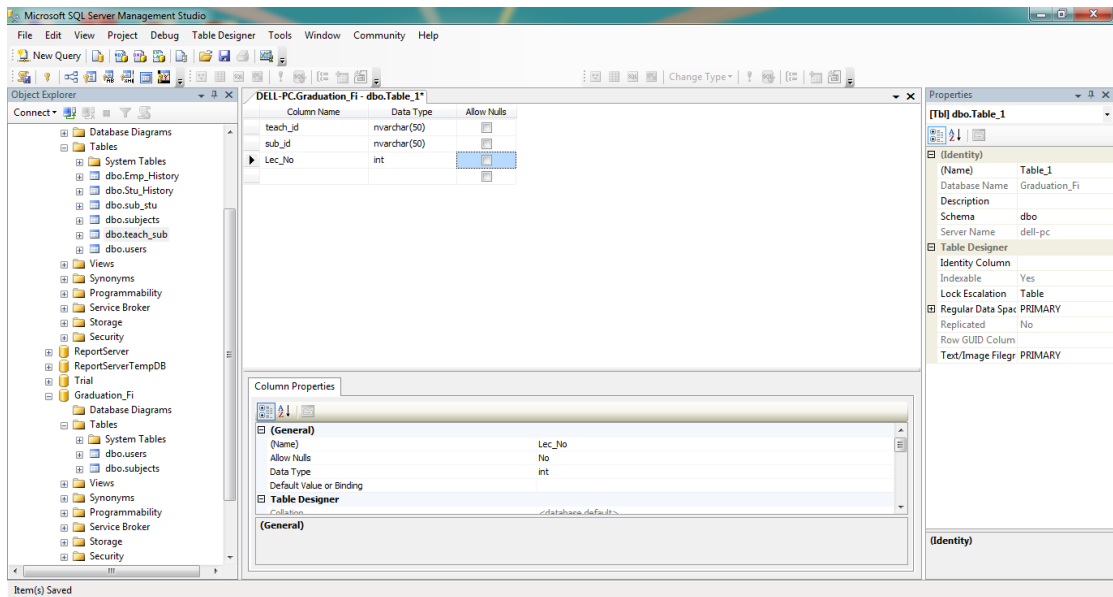 Microsoft SQL Server Management Studio
File Edit View Project Debug Table Designer Tools Window Community Help
New Query
Change Type
Object Explorer
Connect
Database Diagrams
Tables
System Tables
dbo.Emp_History
dbo.Stu_History
dbo.sub_stu
dbo.subjects
dbo.teach_sub
dbo.users
Views
Synonyms
Programmability
Service Broker
Storage
Security
ReportServer
ReportServerTempDB
Trial
Graduation_Fi
Database Diagrams
Tables
System Tables
dbo.users
dbo.subjects
Views
Synonyms
Programmability
Service Broker
Storage
Security
DELL-PC.Graduation_Fi - dbo.Table_1*
Column Name Data Type Allow Nulls
teach_id nvarchar(50)
sub_id nvarchar(50)
Lec_No int
Column Properties
(General)
(Name) Lec_No
Allow Nulls No
Data Type int
Default Value or Binding
Table Designer
Collation <database default>
(General)
Properties
[Tbl] dbo.Table_1
(Identity)
(Name) Table_1
Database Name Graduation_Fi
Description
Schema dbo
Server Name dell-pc
Table Designer
Identity Column
Indexable Yes
Lock Escalation Table
Regular Data Spac PRIMARY
Replicated No
Row GUID Colum
Text/Image Filegr PRIMARY
(Identity)
Item(s) Saved